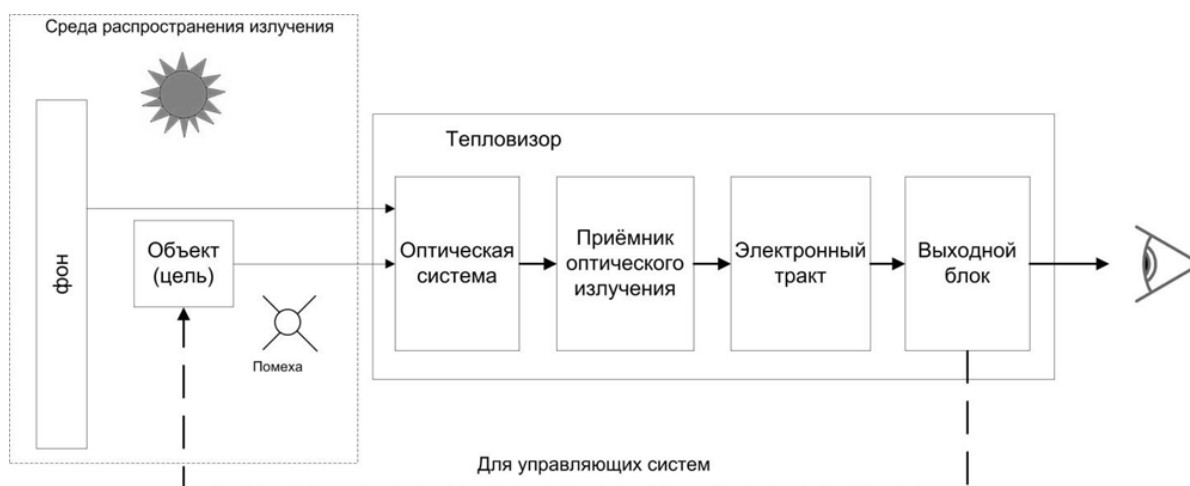 Среда распространения излучения
Тепловизор
фон
Объект
(цель)
Помеха
Оптическая
система
Приёмник
оптического
излучения
Электронный
тракт
Выходной
блок
Для управляющих систем